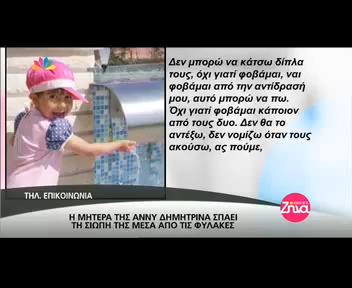 Δεν μπορώ να κάτσω δίπλα
τους, όχι γιατί φοβάμαι, ναι
φοβάμαι από την αντίδρασή
μου, αυτό μπορώ να πω.
Όχι γιατί φοβάμαι κάποιον
από τους δυο. Δεν θα το
αντέξω, δεν νομίζω όταν τους
ακούσω, ας πούμε,
ΤΗΛ. ΕΠΙΚΟΙΝΩΝΙΑ
Η ΜΗΤΕΡΑ ΤΗΣ ΑΝΝΥ ΔΗΜΗΤΡΙΝΑ ΣΠΑΕΙ
ΤΗ ΣΙΩΠΗ ΤΗΣ ΜΕΣΑ ΑΠΟ ΤΙΣ ΦΥΛΑΚΕΣ
Ζήνα